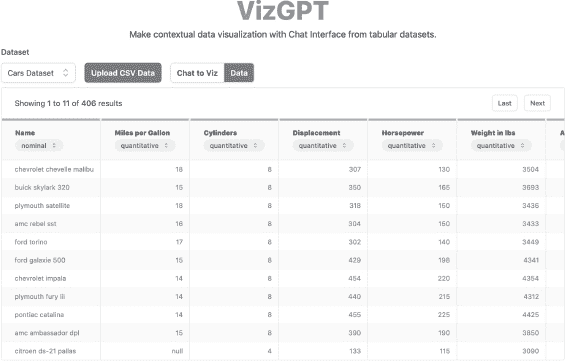 VizGPT
Make contextual data visualization with Chat Interface from tabular datasets.
Dataset
Cars Dataset Upload CSV Data Chat to Viz Data
Showing 1 to 11 of 406 results Last Next
Name Miles per Gallon Cylinders Displacement Horsepower Weight in lbs A
nominal quantitative quantitative quantitative quantitative quantitative
chevrolet chevelle malibu 18 8 307 130 3504
buick skylark 320 15 8 350 165 3693
plymouth satellite 18 8 318 150 3436
amc rebel sst 16 8 304 150 3433
ford torino 17 8 302 140 3449
ford galaxie 500 15 8 429 198 4341
chevrolet impala 14 8 454 220 4354
plymouth fury iii 14 8 440 215 4312
pontiac catalina 14 8 455 225 4425
amc ambassador dpl 15 8 390 190 3850
citroen ds-21 pallas null 4 133 115 3090